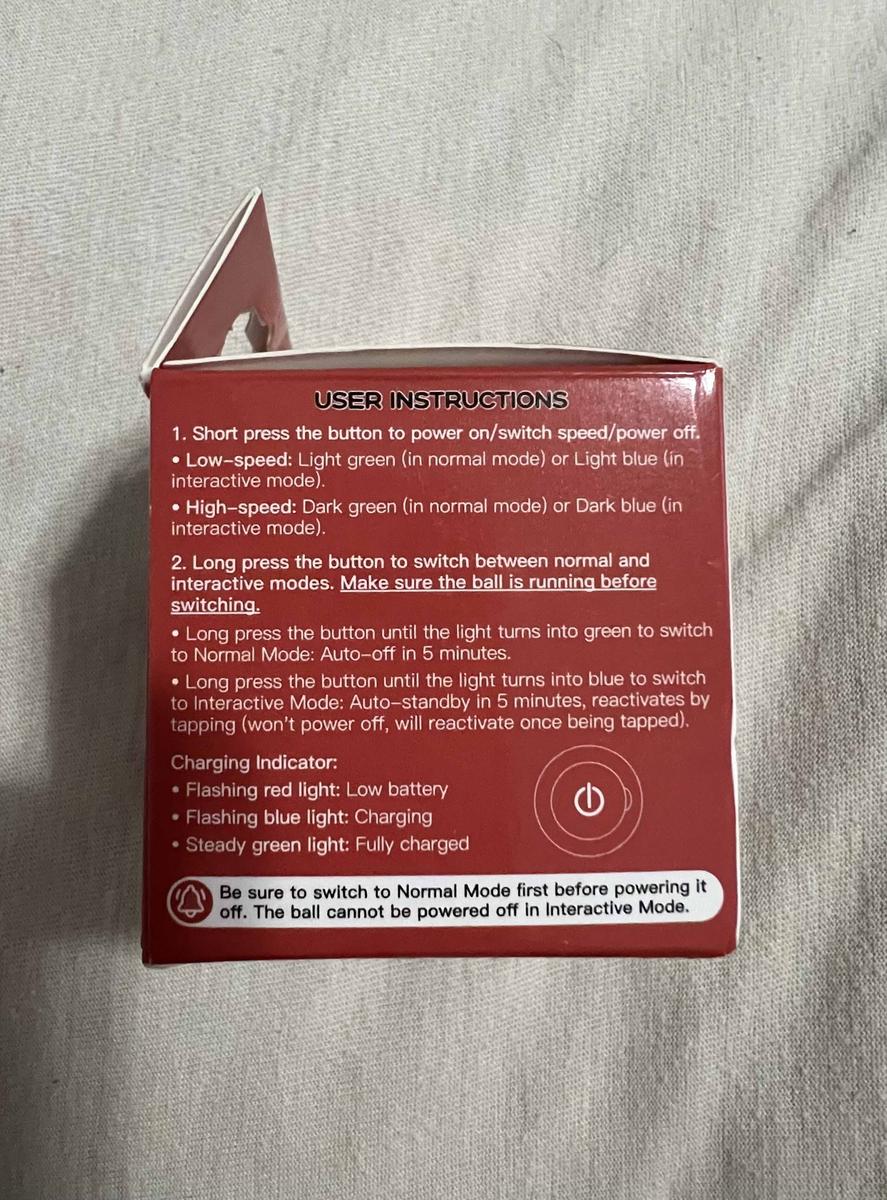 USER INSTRUCTIONS
1. Short press the button to power on/switch speed/power off.
• Low-speed: Light green (in normal mode) or Light blue (in
interactive mode).
• High-speed: Dark green (in normal mode) or Dark blue (in
interactive mode).
2. Long press the button to switch between normal and
interactive modes. Make sure the ball is running before
switching.
• Long press the button until the light turns into green to switch
to Normal Mode: Auto-off in 5 minutes.
• Long press the button until the light turns into blue to switch
to Interactive Mode: Auto-standby in 5 minutes, reactivates by
tapping (won't power off, will reactivate once being tapped).
Charging Indicator:
• Flashing red light: Low battery
• Flashing blue light: Charging
• Steady green light: Fully charged
Be sure to switch to Normal Mode first before powering it
off. The ball cannot be powered off in Interactive Mode.